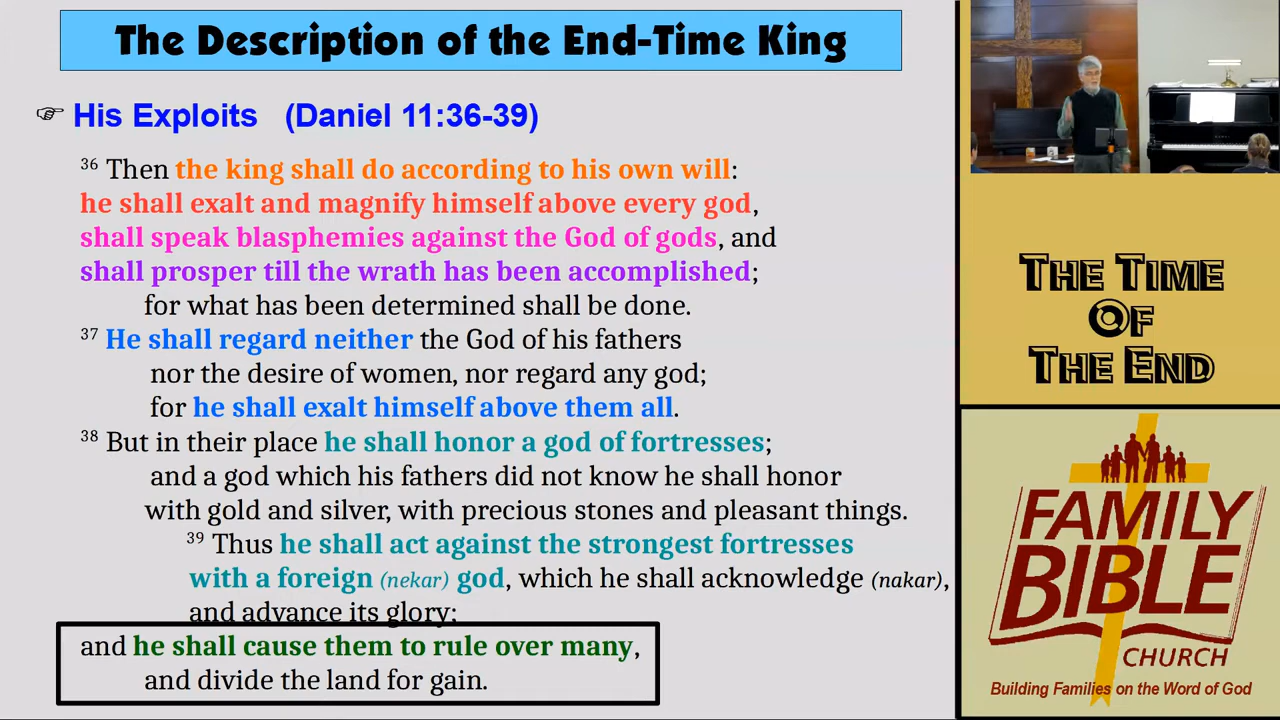 The Description of the End-Time King
☞ His Exploits (Daniel 11:36-39)
36 Then the king shall do according to his own will:
he shall exalt and magnify himself above every god,
shall speak blasphemies against the God of gods, and
shall prosper till the wrath has been accomplished;
for what has been determined shall be done.
37 He shall regard neither the God of his fathers
nor the desire of women, nor regard any god;
for he shall exalt himself above them all.
38 But in their place he shall honor a god of fortresses;
and a god which his fathers did not know he shall honor
with gold and silver, with precious stones and pleasant things.
39 Thus he shall act against the strongest fortresses
with a foreign (nekar) god, which he shall acknowledge (nakar),
and advance its glory;
and he shall cause them to rule over many,
and divide the land for gain.
The Time
Of
The End
FAMILY
BIBLE
CHURCH
Building Families on the Word of God